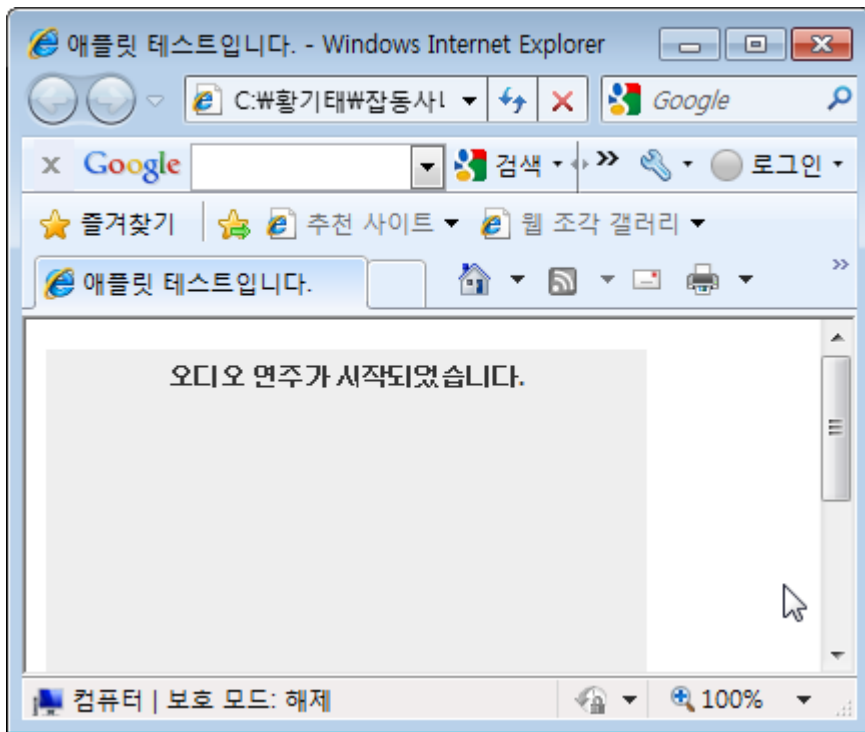 애플릿 테스트입니다. - Windows Internet Explorer
C:₩황기태₩잡동사니
Google
Google 검색 로그인
즐겨찾기 추천 사이트 웹 조각 갤러리
애플릿 테스트입니다.
오디오 연주가 시작되었습니다.
컴퓨터 | 보호 모드: 해제 100%